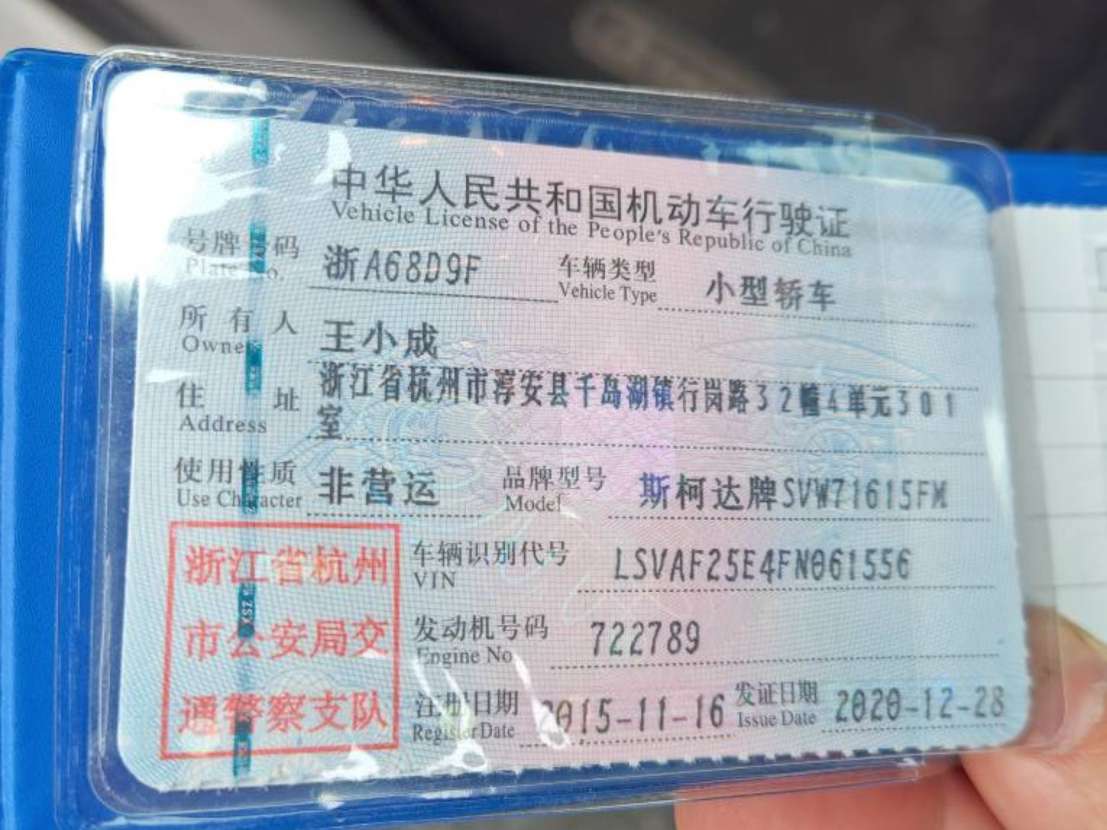 中华人民共和国机动车行驶证
Vehicle License of the People's Republic of China
号牌号码 浙A68D9F 车辆类型 小型轿车
Plate No. Vehicle Type
所有人 王小成
Owner
住址 浙江省杭州市淳安县千岛湖镇行岗路32幢4单元301
Address 室
使用性质 非营运 品牌型号 斯柯达牌SVW71615FM
Use Character Model
浙江省杭州
市公安局交
通警察支队
车辆识别代号 LSVAF25E4FN061556
VIN
发动机号码 722789
Engine No.
注册日期 2015-11-16 发证日期 2020-12-28
Register Date Issue Date